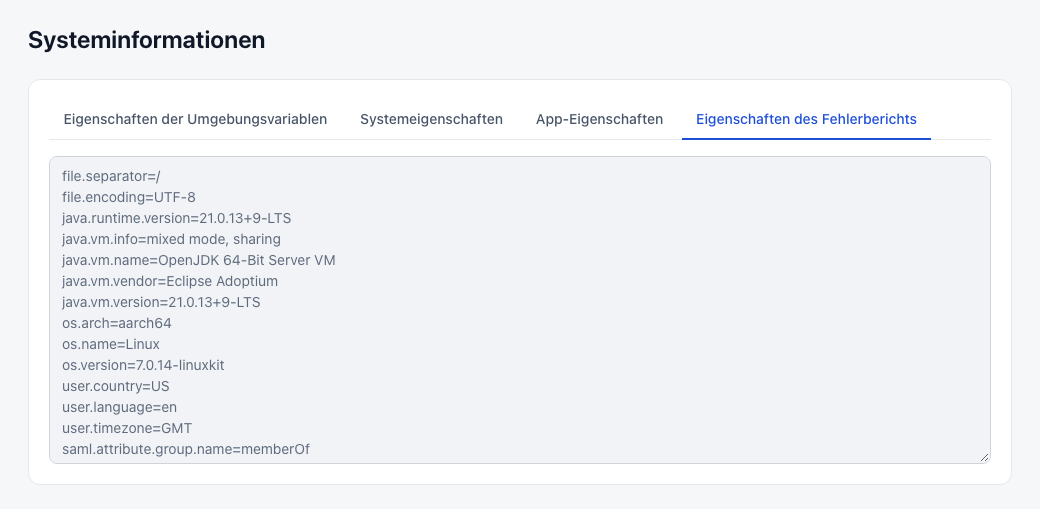 Systeminformationen
Eigenschaften der Umgebungsvariablen
Systemeigenschaften
App-Eigenschaften
Eigenschaften des Fehlerberichts
file.separator=/
file.encoding=UTF-8
java.runtime.version=21.0.13+9-LTS
java.vm.info=mixed mode, sharing
java.vm.name=OpenJDK 64-Bit Server VM
java.vm.vendor=Eclipse Adoptium
java.vm.version=21.0.13+9-LTS
os.arch=aarch64
os.name=Linux
os.version=7.0.14-linuxkit
user.country=US
user.language=en
user.timezone=GMT
saml.attribute.group.name=memberOf